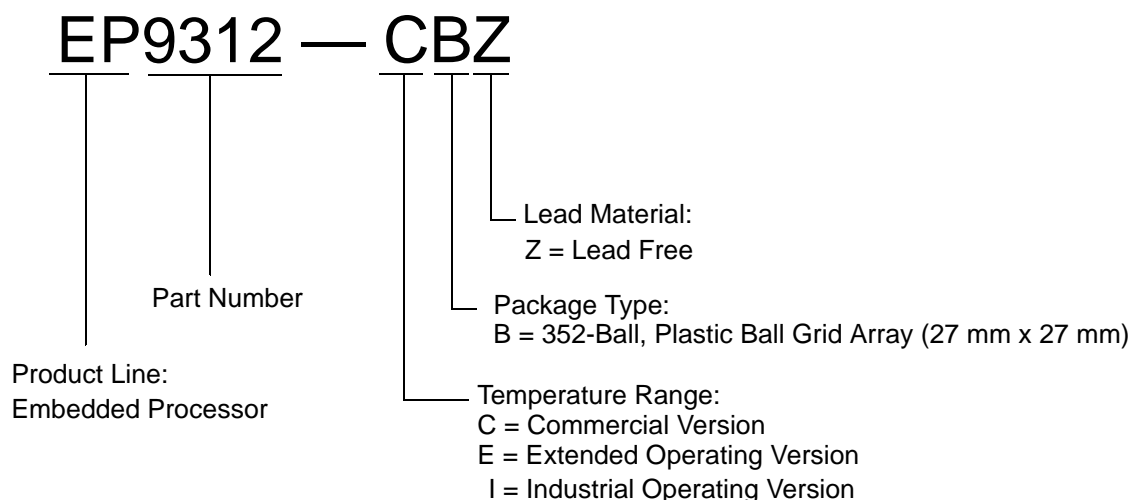 EP9312 — CBZ
Lead Material:
Z = Lead Free
Part Number
Package Type:
B = 352-Ball, Plastic Ball Grid Array (27 mm x 27 mm)
Product Line:
Embedded Processor
Temperature Range:
C = Commercial Version
E = Extended Operating Version
I = Industrial Operating Version